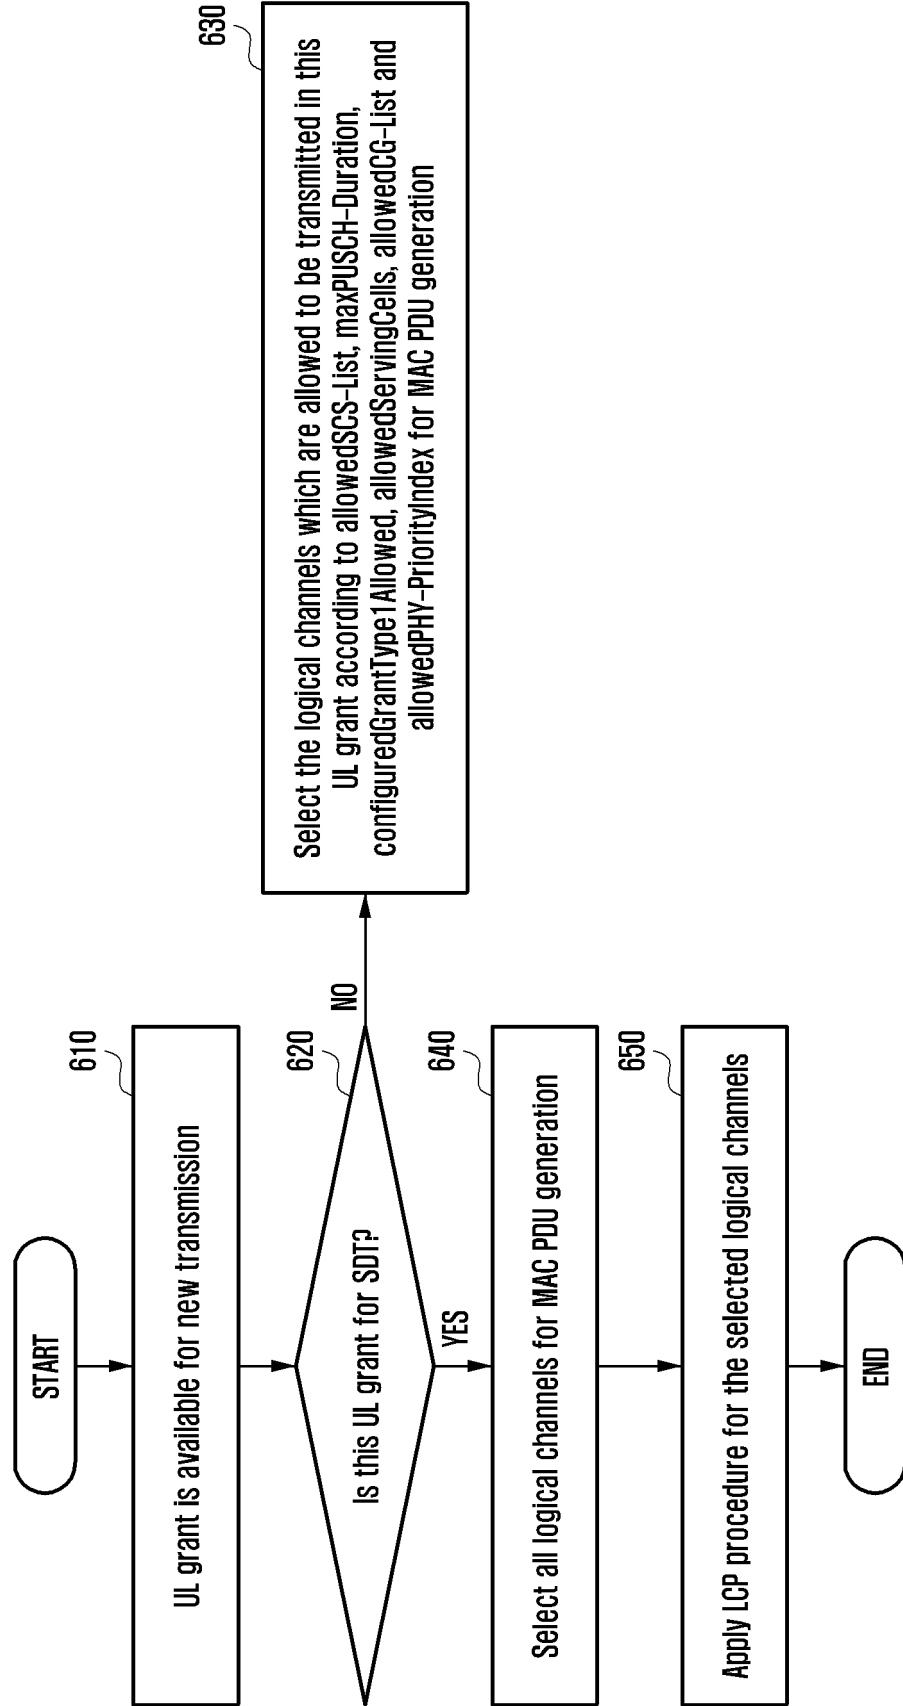 START
610
UL grant is available for new transmission
620
Is this UL grant for SDT?
NO
630
Select the logical channels which are allowed to be transmitted in this
UL grant according to allowedSCS-List, maxPUSCH-Duration,
configuredGrantType1Allowed, allowedServingCells, allowedCG-List and
allowedPHY-PriorityIndex for MAC PDU generation
YES
640
Select all logical channels for MAC PDU generation
650
Apply LCP procedure for the selected logical channels
END